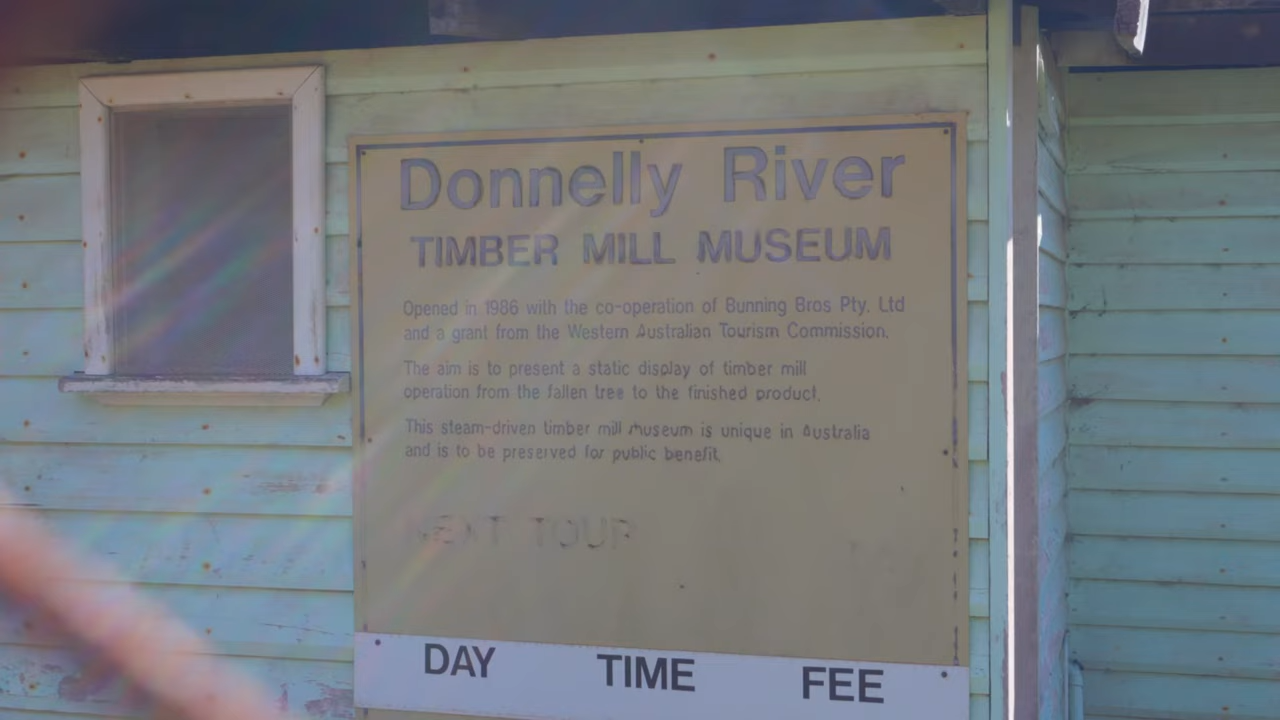 Donnelly River
TIMBER MILL MUSEUM
Opened in 1986 with the co-operation of Bunning Bros Pty. Ltd
and a grant from the Western Australian Tourism Commission.
The aim is to present a static display of timber mill
operation from the fallen tree to the finished product.
This steam-driven timber mill museum is unique in Australia
and is to be preserved for public benefit.
NEXT TOUR
DAY TIME FEE